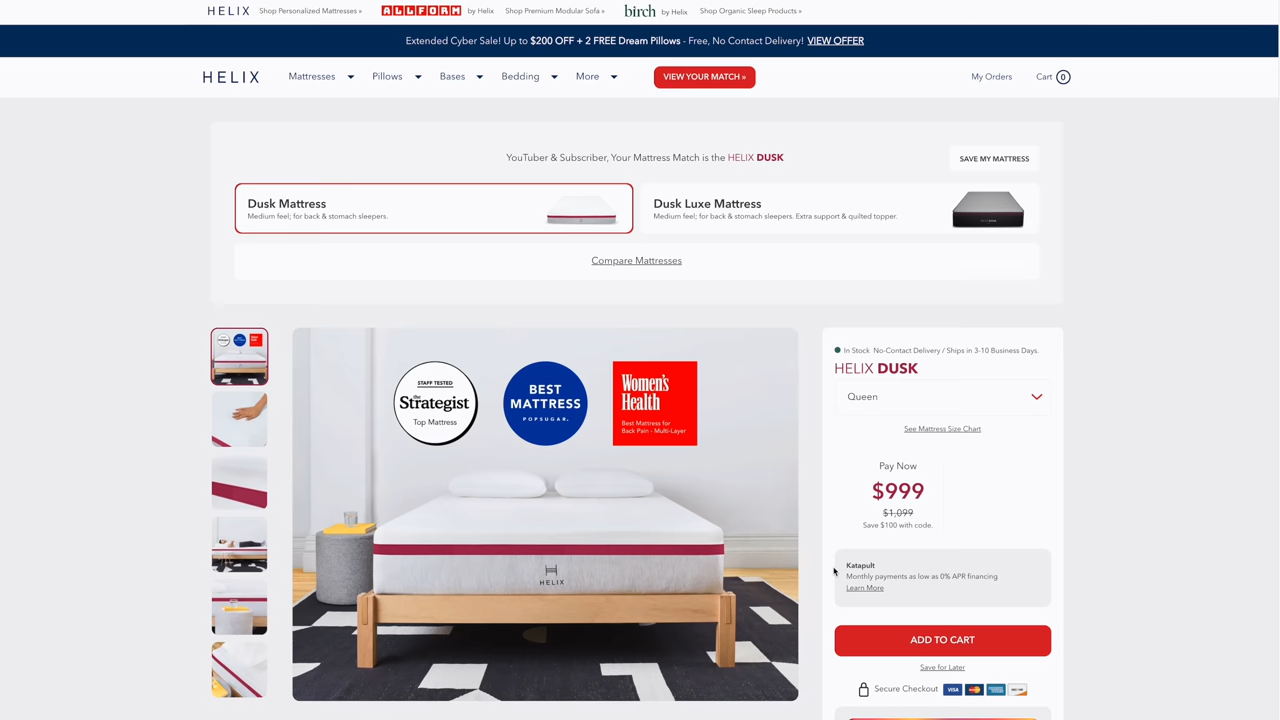 HELIX Shop Personalized Mattresses » ALLFORM by Helix Shop Premium Modular Sofa » birch by Helix Shop Organic Sleep Products »
Extended Cyber Sale! Up to $200 OFF + 2 FREE Dream Pillows - Free, No Contact Delivery! VIEW OFFER
HELIX Mattresses Pillows Bases Bedding More VIEW YOUR MATCH » My Orders Cart 0
YouTuber & Subscriber, Your Mattress Match is the HELIX DUSK
SAVE MY MATTRESS
Dusk Mattress
Medium feel; for back & stomach sleepers.
Dusk Luxe Mattress
Medium feel; for back & stomach sleepers. Extra support & quilted topper.
Compare Mattresses
STAFF TESTED
the Strategist
Top Mattress
BEST
MATTRESS
POPSUGAR.
Women's
Health
Best Mattress for
Back Pain - Multi-Layer
HELIX
In Stock No-Contact Delivery / Ships in 3-10 Business Days.
HELIX DUSK
Queen
See Mattress Size Chart
Pay Now
$999
$1,099
Save $100 with code.
Katapult
Monthly payments as low as 0% APR financing
Learn More
ADD TO CART
Save for Later
Secure Checkout VISA